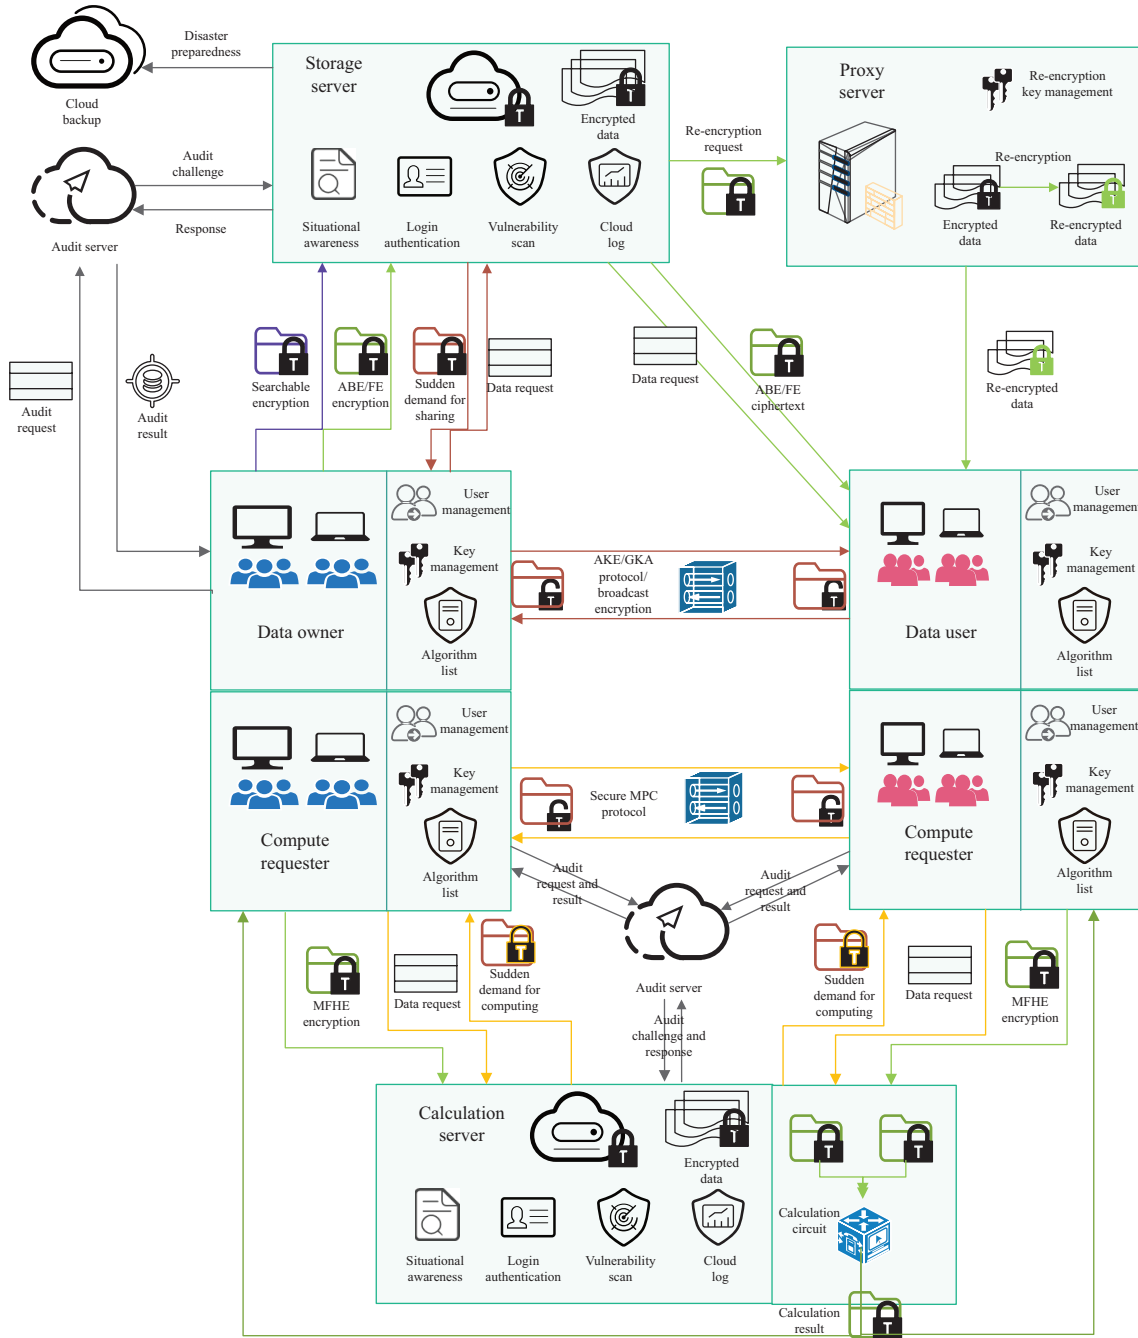 Disaster
preparedness
Cloud
backup
Storage
server
Encrypted
data
Situational
awareness
Login
authentication
Vulnerability
scan
Cloud
log
Re-encryption
request
T
Proxy
server
Re-encryption
key management
Re-encryption
Encrypted
data
Re-encrypted
data
Audit
challenge
Response
Audit server
Audit
request
Audit
result
Searchable
encryption
ABE/FE
encryption
Sudden
demand for
sharing
Data request
Data request
ABE/FE
ciphertext
Re-encrypted
data
Data owner
User
management
Key
management
Algorithm
list
AKE/GKA
protocol/
broadcast
encryption
Data user
User
management
Key
management
Algorithm
list
Compute
requester
User
management
Key
management
Algorithm
list
Secure MPC
protocol
Compute
requester
User
management
Key
management
Algorithm
list
Audit
request and
result
Audit
request and
result
Audit server
MFHE
encryption
Data request
Sudden
demand for
computing
Sudden
demand for
computing
Data request
MFHE
encryption
Audit
challenge and
response
Calculation
server
Encrypted
data
Situational
awareness
Login
authentication
Vulnerability
scan
Cloud
log
Calculation
circuit
Calculation
result